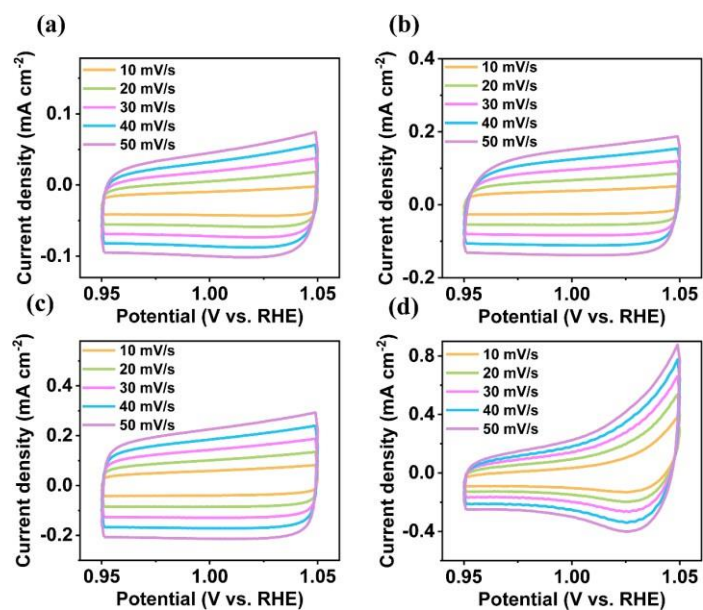 (a)
Current density (mA cm⁻²)
0.1
0.0
-0.1
10 mV/s
20 mV/s
30 mV/s
40 mV/s
50 mV/s
0.95 1.00 1.05
Potential (V vs. RHE)
(b)
Current density (mA cm⁻²)
0.4
0.2
0.0
-0.2
10 mV/s
20 mV/s
30 mV/s
40 mV/s
50 mV/s
0.95 1.00 1.05
Potential (V vs. RHE)
(c)
Current density (mA cm⁻²)
0.4
0.2
0.0
-0.2
10 mV/s
20 mV/s
30 mV/s
40 mV/s
50 mV/s
0.95 1.00 1.05
Potential (V vs. RHE)
(d)
Current density (mA cm⁻²)
0.8
0.4
0.0
-0.4
10 mV/s
20 mV/s
30 mV/s
40 mV/s
50 mV/s
0.95 1.00 1.05
Potential (V vs. RHE)